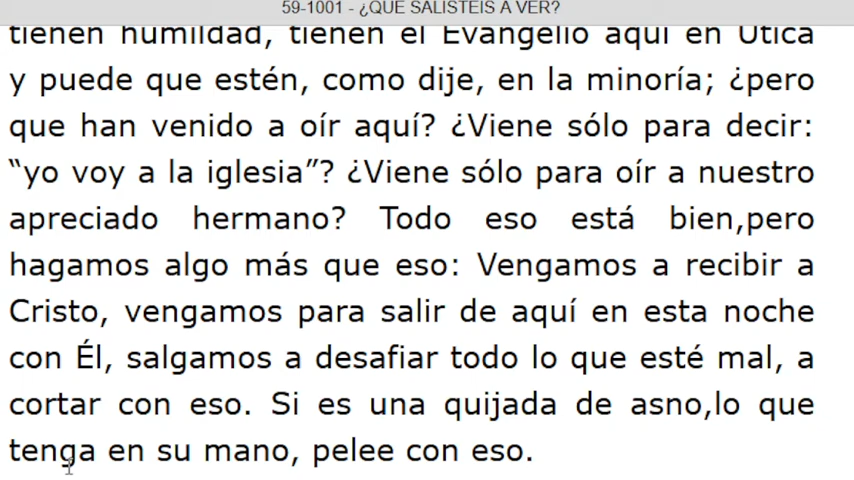 59-1001 - ¿QUE SALISTEIS A VER?
tienen humildad, tienen el Evangelio aquí en Utica
y puede que estén, como dije, en la minoría; ¿pero
que han venido a oír aquí? ¿Viene sólo para decir:
“yo voy a la iglesia”? ¿Viene sólo para oír a nuestro
apreciado hermano? Todo eso está bien,pero
hagamos algo más que eso: Vengamos a recibir a
Cristo, vengamos para salir de aquí en esta noche
con Él, salgamos a desafiar todo lo que esté mal, a
cortar con eso. Si es una quijada de asno,lo que
tenga en su mano, pelee con eso.